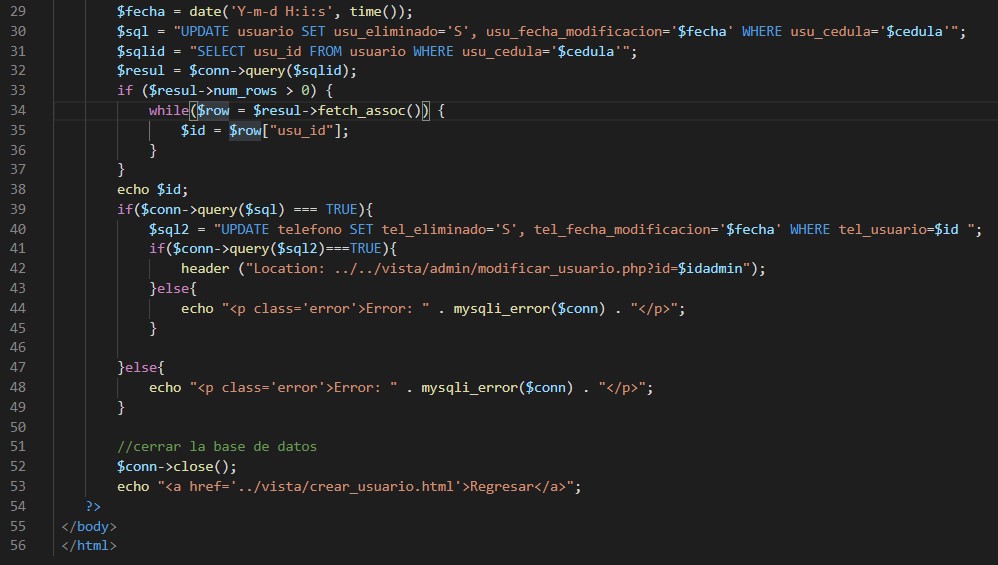 29 $fecha = date('Y-m-d H:i:s', time());
30 $sql = "UPDATE usuario SET usu_eliminado='S', usu_fecha_modificacion='$fecha' WHERE usu_cedula='$cedula'";
31 $sqlid = "SELECT usu_id FROM usuario WHERE usu_cedula='$cedula'";
32 $resul = $conn->query($sqlid);
33 if ($resul->num_rows > 0) {
34 while($row = $resul->fetch_assoc()) {
35 $id = $row["usu_id"];
36 }
37 }
38 echo $id;
39 if($conn->query($sql) === TRUE){
40 $sql2 = "UPDATE telefono SET tel_eliminado='S', tel_fecha_modificacion='$fecha' WHERE tel_usuario=$id ";
41 if($conn->query($sql2)===TRUE){
42 header ("Location: ../../vista/admin/modificar_usuario.php?id=$idadmin");
43 }else{
44 echo "<p class='error'>Error: " . mysqli_error($conn) . "</p>";
45 }
46
47 }else{
48 echo "<p class='error'>Error: " . mysqli_error($conn) . "</p>";
49 }
50
51 //cerrar la base de datos
52 $conn->close();
53 echo "<a href='../vista/crear_usuario.html'>Regresar</a>";
54 ?>
55 </body>
56 </html>